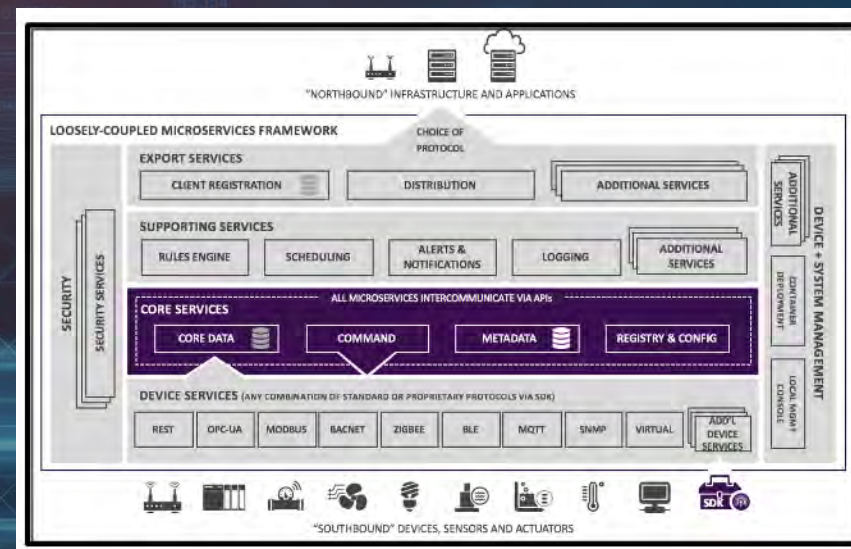 "NORTHBOUND" INFRASTRUCTURE AND APPLICATIONS
LOOSELY-COUPLED MICROSERVICES FRAMEWORK
CHOICE OF
PROTOCOL
EXPORT SERVICES
CLIENT REGISTRATION
DISTRIBUTION
ADDITIONAL SERVICES
SUPPORTING SERVICES
RULES ENGINE
SCHEDULING
ALERTS &
NOTIFICATIONS
LOGGING
ADDITIONAL
SERVICES
ALL MICROSERVICES INTERCOMMUNICATE VIA APIs
CORE SERVICES
CORE DATA
COMMAND
METADATA
REGISTRY & CONFIG
DEVICE SERVICES (ANY COMBINATION OF STANDARD OR PROPRIETARY PROTOCOLS VIA SDK)
REST
OPC-UA
MODBUS
BACNET
ZIGBEE
BLE
MQTT
SNMP
VIRTUAL
ADD'L
DEVICE
SERVICES
SECURITY
SECURITY SERVICES
ADDITIONAL
SERVICES
CONTAINER
DEPLOYMENT
LOCAL MGMT
CONSOLE
DEVICE + SYSTEM MANAGEMENT
SDK
"SOUTHBOUND" DEVICES, SENSORS AND ACTUATORS